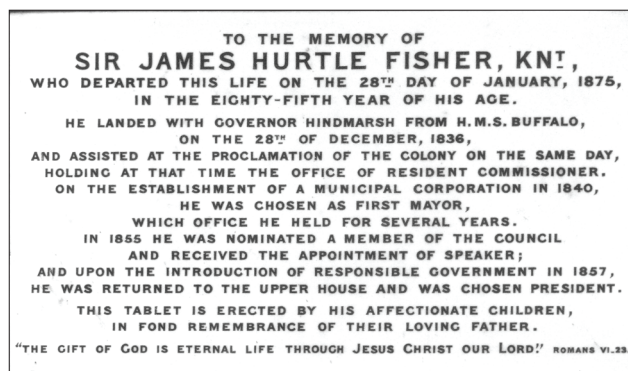 TO THE MEMORY OF
SIR JAMES HURTLE FISHER, KNT,
WHO DEPARTED THIS LIFE ON THE 28TH DAY OF JANUARY, 1875,
IN THE EIGHTY-FIFTH YEAR OF HIS AGE.
HE LANDED WITH GOVERNOR HINDMARSH FROM H.M.S. BUFFALO,
ON THE 28TH OF DECEMBER, 1836,
AND ASSISTED AT THE PROCLAMATION OF THE COLONY ON THE SAME DAY,
HOLDING AT THAT TIME THE OFFICE OF RESIDENT COMMISSIONER.
ON THE ESTABLISHMENT OF A MUNICIPAL CORPORATION IN 1840,
HE WAS CHOSEN AS FIRST MAYOR,
WHICH OFFICE HE HELD FOR SEVERAL YEARS.
IN 1855 HE WAS NOMINATED A MEMBER OF THE COUNCIL
AND RECEIVED THE APPOINTMENT OF SPEAKER;
AND UPON THE INTRODUCTION OF RESPONSIBLE GOVERNMENT IN 1857,
HE WAS RETURNED TO THE UPPER HOUSE AND WAS CHOSEN PRESIDENT.
THIS TABLET IS ERECTED BY HIS AFFECTIONATE CHILDREN,
IN FOND REMEMBRANCE OF THEIR LOVING FATHER.
"THE GIFT OF GOD IS ETERNAL LIFE THROUGH JESUS CHRIST OUR LORD." ROMANS VI.23.